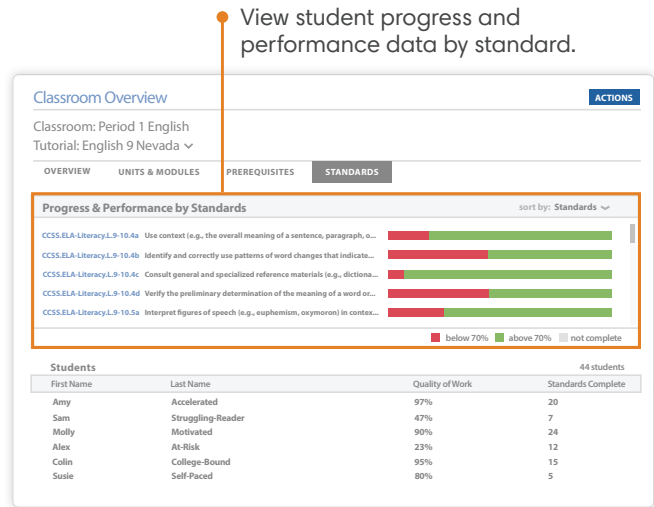 View student progress and
performance data by standard.
Classroom Overview
ACTIONS
Classroom: Period 1 English
Tutorial: English 9 Nevada
OVERVIEW UNITS & MODULES PREREQUISITES STANDARDS
Progress & Performance by Standards sort by: Standards
CCSS.ELA-Literacy.L.9-10.4a Use context (e.g., the overall meaning of a sentence, paragraph, o...
CCSS.ELA-Literacy.L.9-10.4b Identify and correctly use patterns of word changes that indicate...
CCSS.ELA-Literacy.L.9-10.4c Consult general and specialized reference materials (e.g., dictiona...
CCSS.ELA-Literacy.L.9-10.4d Verify the preliminary determination of the meaning of a word or...
CCSS.ELA-Literacy.L.9-10.5a Interpret figures of speech (e.g., euphemism, oxymoron) in contex...
below 70% above 70% not complete
Students 44 students
First Name Last Name Quality of Work Standards Complete
Amy Accelerated 97% 20
Sam Struggling-Reader 47% 7
Molly Motivated 90% 24
Alex At-Risk 23% 12
Colin College-Bound 95% 15
Susie Self-Paced 80% 5